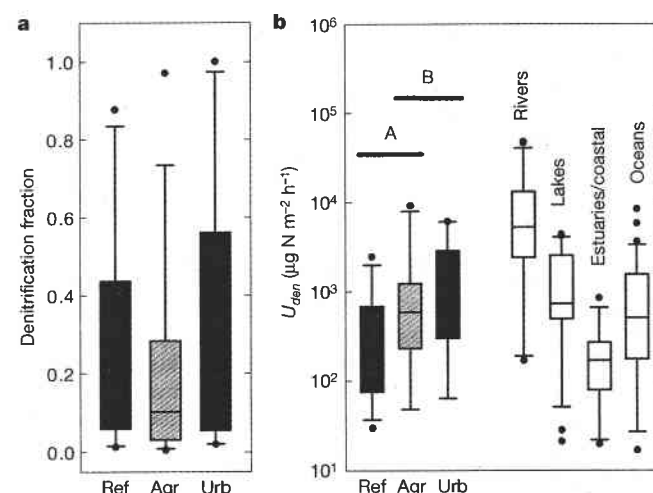 a
Denitrification fraction
1.0
0.8
0.6
0.4
0.2
0.0
Ref Agr Urb
b
U_den (µg N m⁻² h⁻¹)
10⁶
10⁵
10⁴
10³
10²
10¹
A
B
Rivers
Lakes
Estuaries/coastal
Oceans
Ref Agr Urb